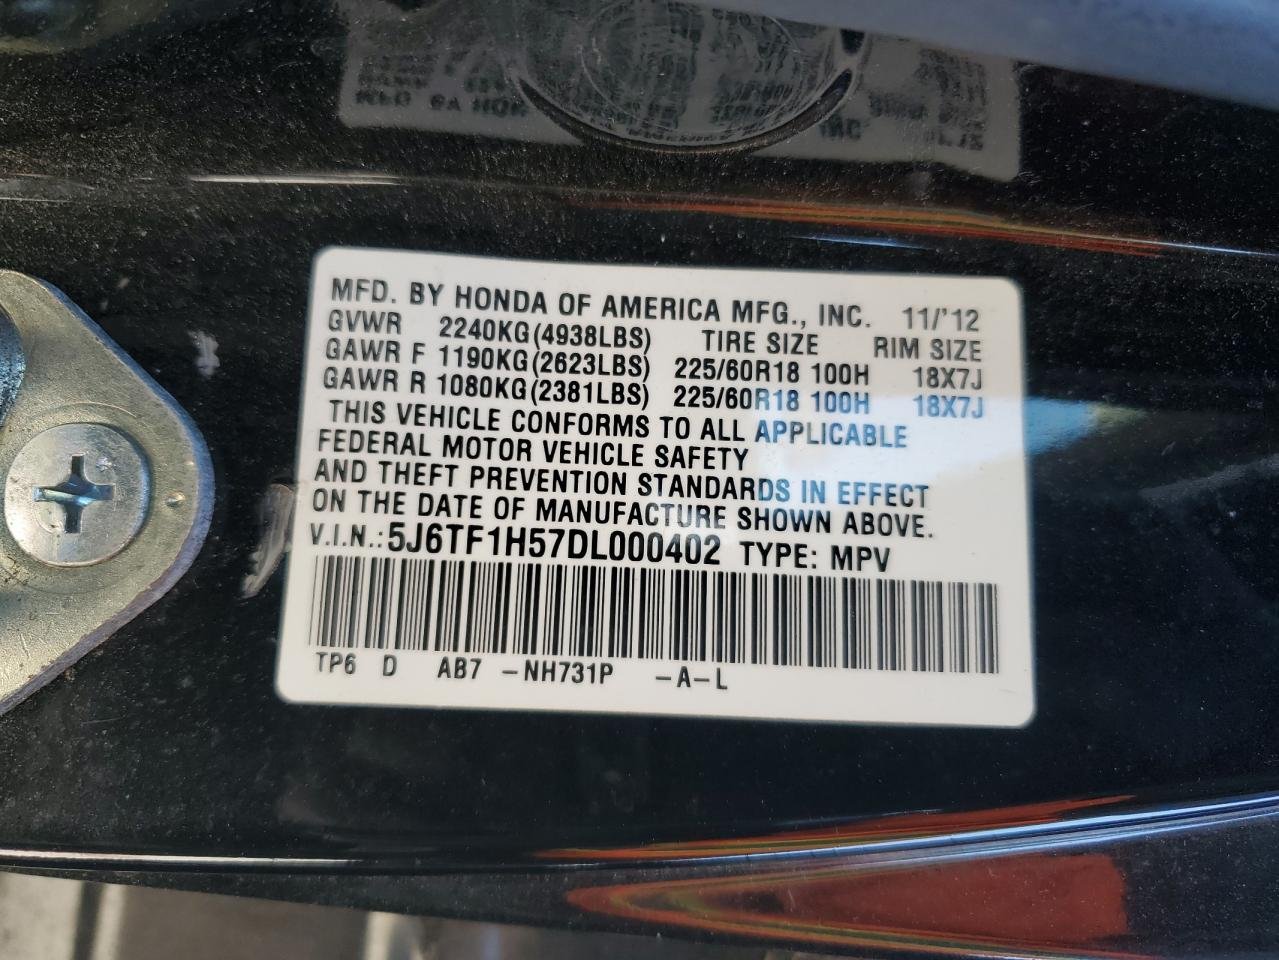 MFD. BY HONDA OF AMERICA MFG., INC. 11/'12
GVWR 2240KG(4938LBS) TIRE SIZE RIM SIZE
GAWR F 1190KG(2623LBS) 225/60R18 100H 18X7J
GAWR R 1080KG(2381LBS) 225/60R18 100H 18X7J
THIS VEHICLE CONFORMS TO ALL APPLICABLE
FEDERAL MOTOR VEHICLE SAFETY
AND THEFT PREVENTION STANDARDS IN EFFECT
ON THE DATE OF MANUFACTURE SHOWN ABOVE.
V.I.N.:5J6TF1H57DL000402 TYPE: MPV
TP6 D AB7 -NH731P -A-L